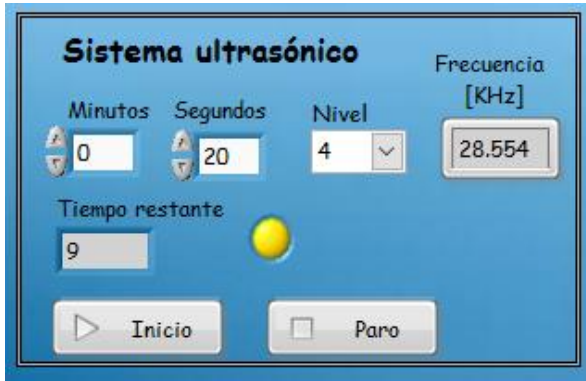 Sistema ultrasónico
Frecuencia
[KHz]
Minutos Segundos Nivel
0 20 4 28.554
Tiempo restante
9
Inicio Paro